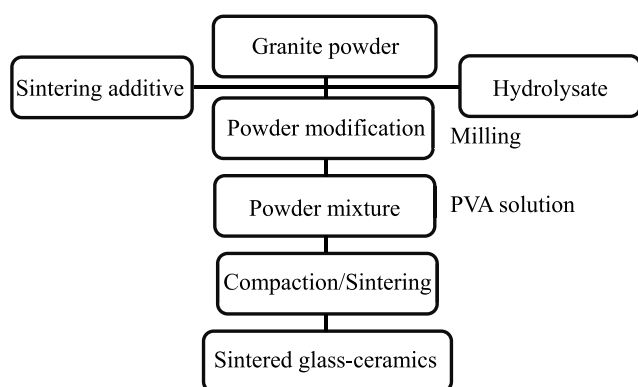 Granite powder
Sintering additive
Hydrolysate
Powder modification
Milling
Powder mixture
PVA solution
Compaction/Sintering
Sintered glass-ceramics